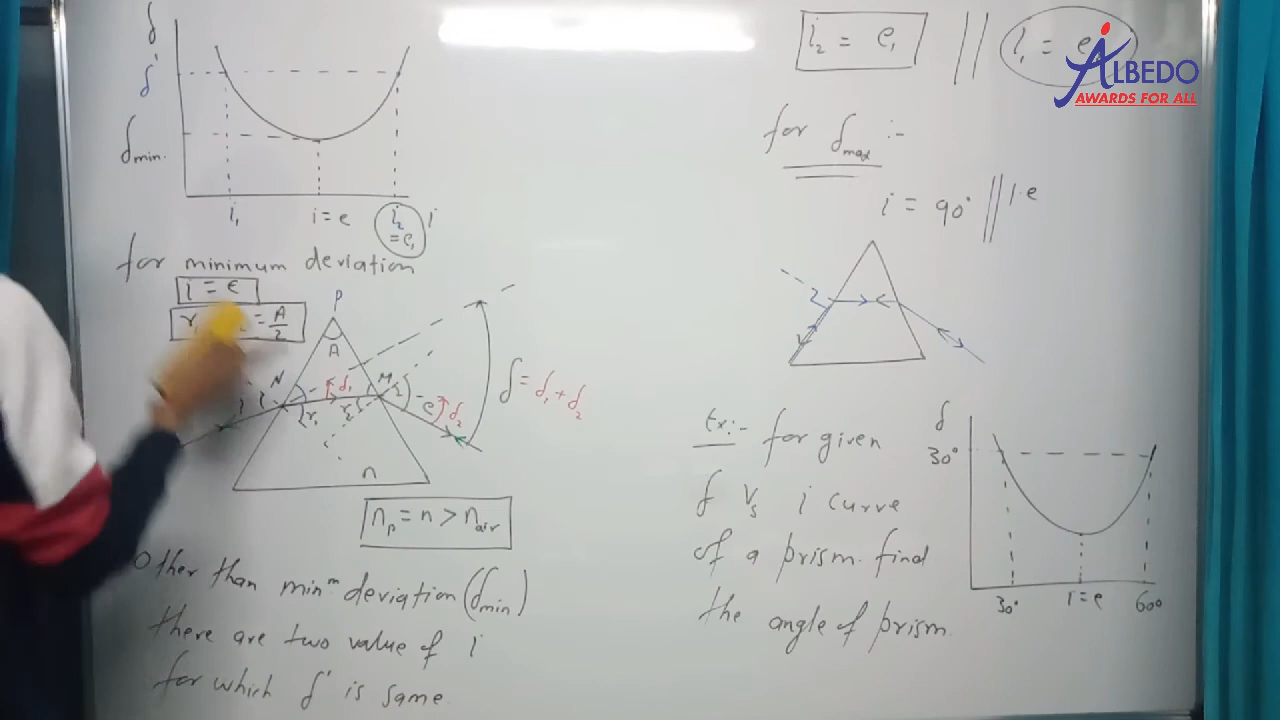 δ
δ'
δmin.
i₁
i = e
i₂
= e₁
i
for minimum deviation
i = e
= A/2
P
A
N
M
i
δ₁
r₁
r₂
e
δ₂
δ = δ₁ + δ₂
n
nₚ = n > nair
Other than minᵐ deviation (δmin)
there are two value of i
for which δ' is same.
i₂ = e₁ // i₁ = e
ALBEDO
AWARDS FOR ALL
for δmax :-
i = 90° // e
Ex:- for given
δ Vs i curve
of a prism. find
the angle of prism.
δ
30°
30°
i = e
60°